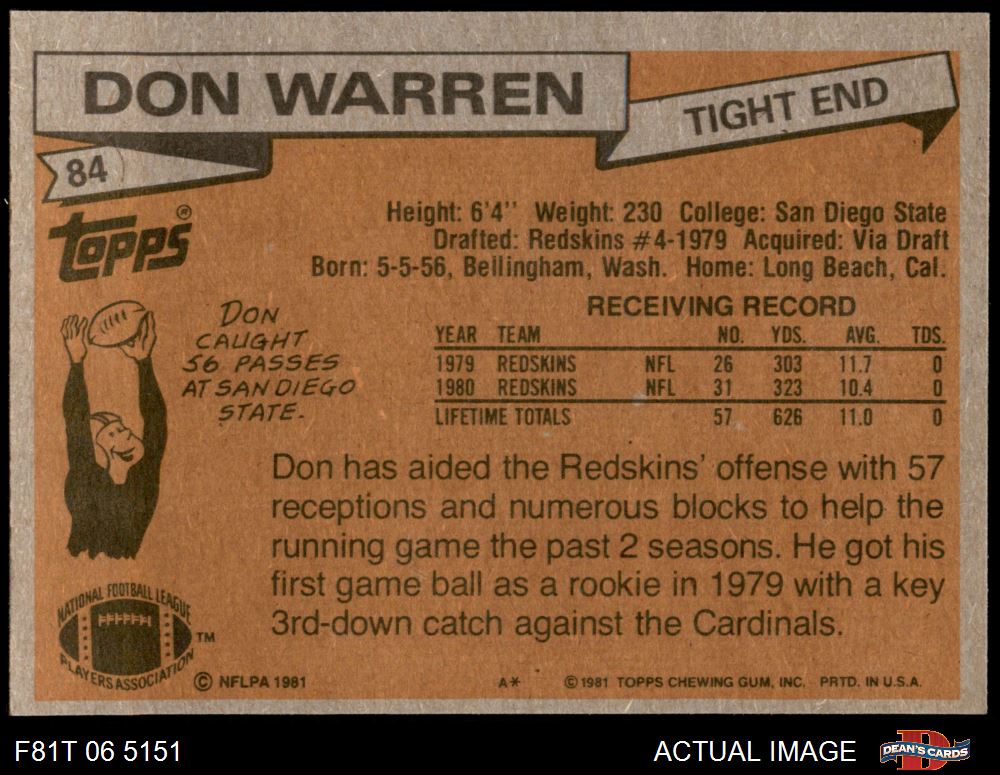 DON WARREN
TIGHT END
84
topps®
Height: 6'4'' Weight: 230 College: San Diego State
Drafted: Redskins #4-1979 Acquired: Via Draft
Born: 5-5-56, Bellingham, Wash. Home: Long Beach, Cal.
DON
CAUGHT
56 PASSES
AT SAN DIEGO
STATE.
RECEIVING RECORD
YEAR TEAM NO. YDS. AVG. TDS.
1979 REDSKINS NFL 26 303 11.7 0
1980 REDSKINS NFL 31 323 10.4 0
LIFETIME TOTALS 57 626 11.0 0
Don has aided the Redskins' offense with 57
receptions and numerous blocks to help the
running game the past 2 seasons. He got his
first game ball as a rookie in 1979 with a key
3rd-down catch against the Cardinals.
NATIONAL FOOTBALL LEAGUE
PLAYERS ASSOCIATION
TM
© NFLPA 1981
A*
© 1981 TOPPS CHEWING GUM, INC. PRTD. IN U.S.A.
F81T 06 5151
ACTUAL IMAGE
DEAN'S CARDS